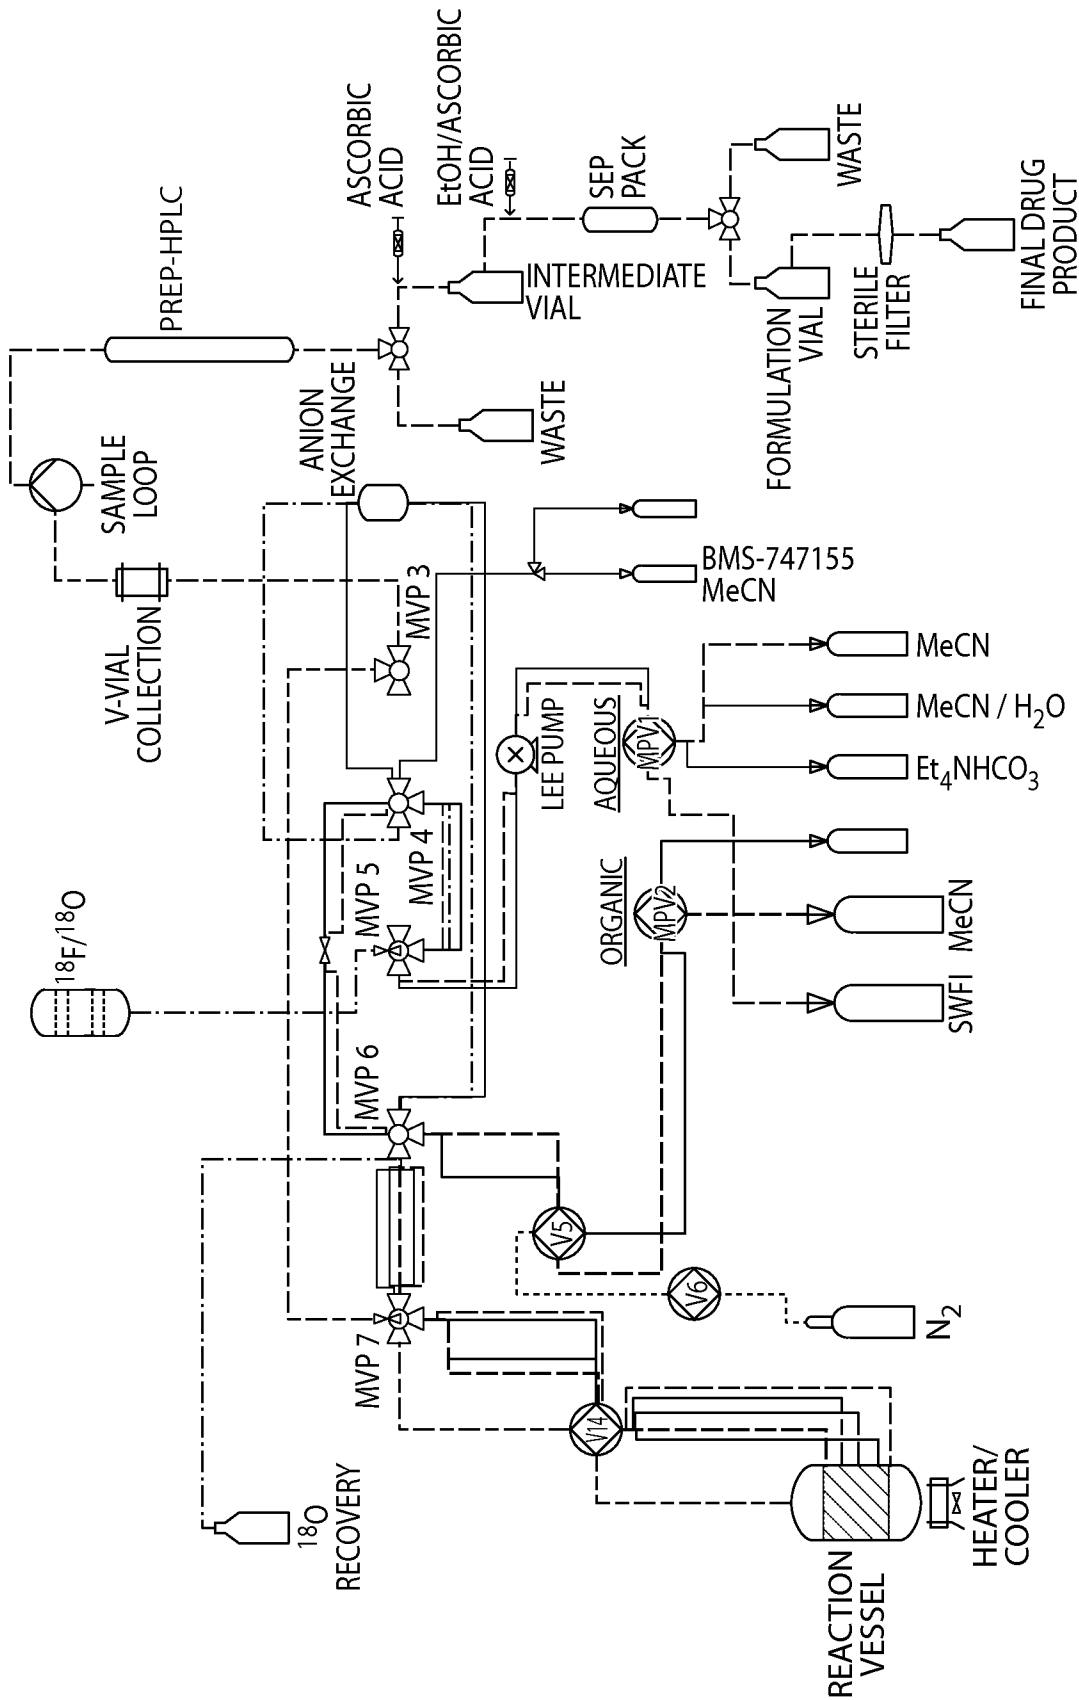 18O
RECOVERY
REACTION
VESSEL
HEATER/
COOLER
MVP 7
V14
N2
V6
V5
MVP 6
18F/18O
MVP 5
MVP 4
ORGANIC
MPV2
SWFI
MeCN
AQUEOUS
MPV1
LEE PUMP
Et4NHCO3
MeCN / H2O
MeCN
MVP 3
BMS-747155
MeCN
V-VIAL
COLLECTION
SAMPLE
LOOP
ANION
EXCHANGE
PREP-HPLC
WASTE
ASCORBIC
ACID
INTERMEDIATE
VIAL
EtOH/ASCORBIC
ACID
SEP
PACK
WASTE
FORMULATION
VIAL
STERILE
FILTER
FINAL DRUG
PRODUCT